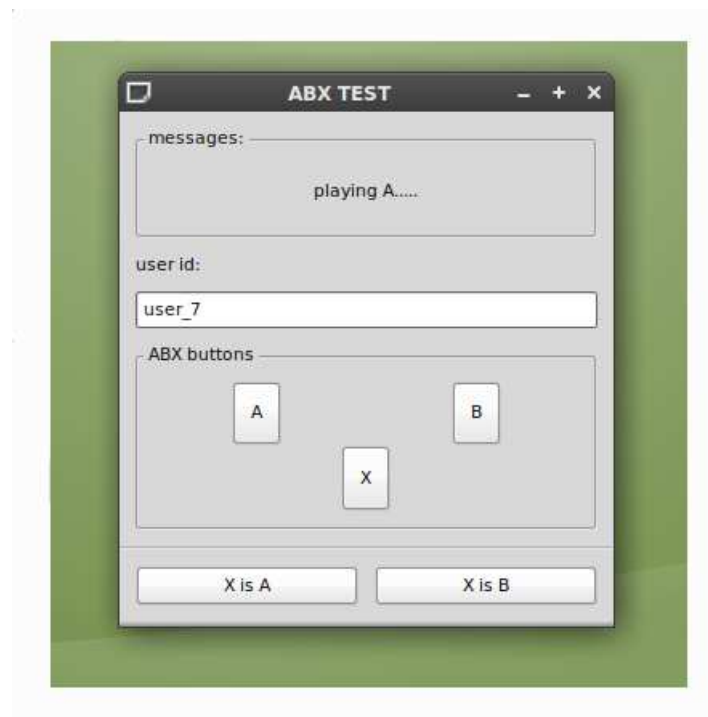 ABX TEST
messages:
playing A.....
user id:
user_7
ABX buttons
A B
X
X is A X is B